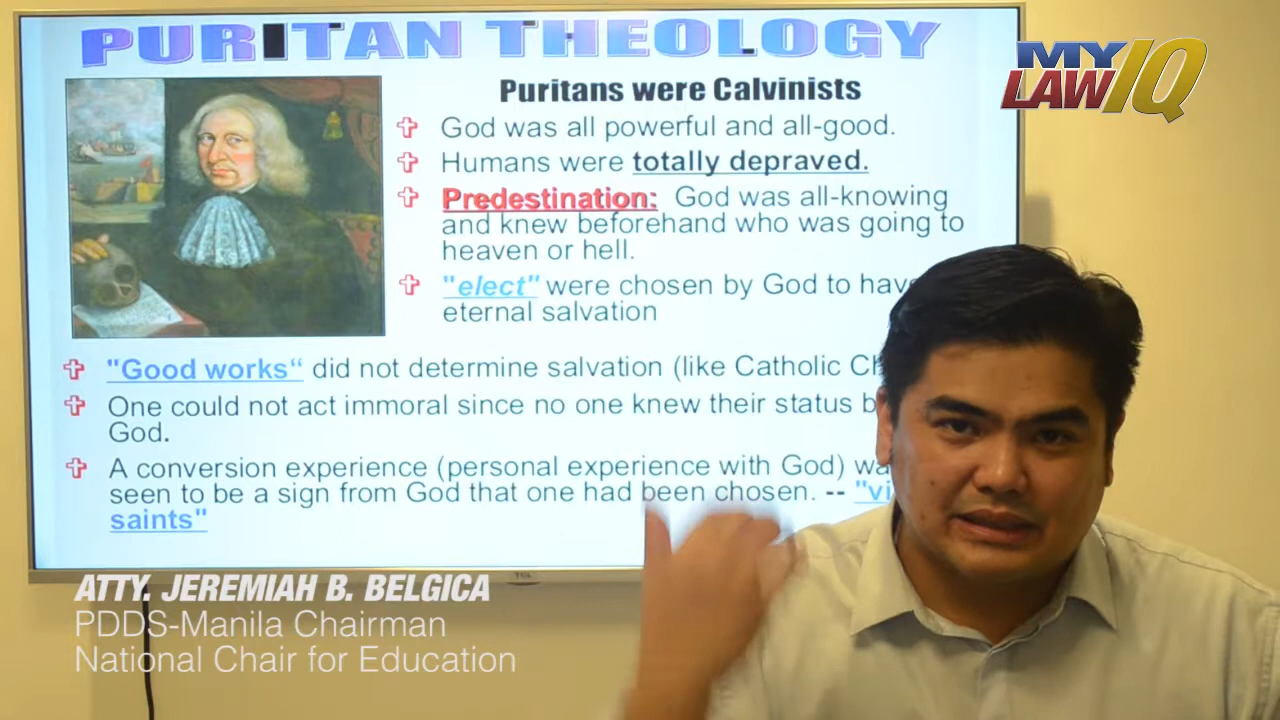 PURITAN THEOLOGY
MY
LAW IQ
Puritans were Calvinists
God was all powerful and all-good.
Humans were totally depraved.
Predestination: God was all-knowing
and knew beforehand who was going to
heaven or hell.
"elect" were chosen by God to
eternal salvation
"Good works“ did not determine salvation (like Catholic
One could not act immoral since no one knew their status
God.
A conversion experience (personal experience with God)
seen to be a sign from God that one had been chosen. --
saints"
ATTY. JEREMIAH B. BELGICA
PDDS-Manila Chairman
National Chair for Education